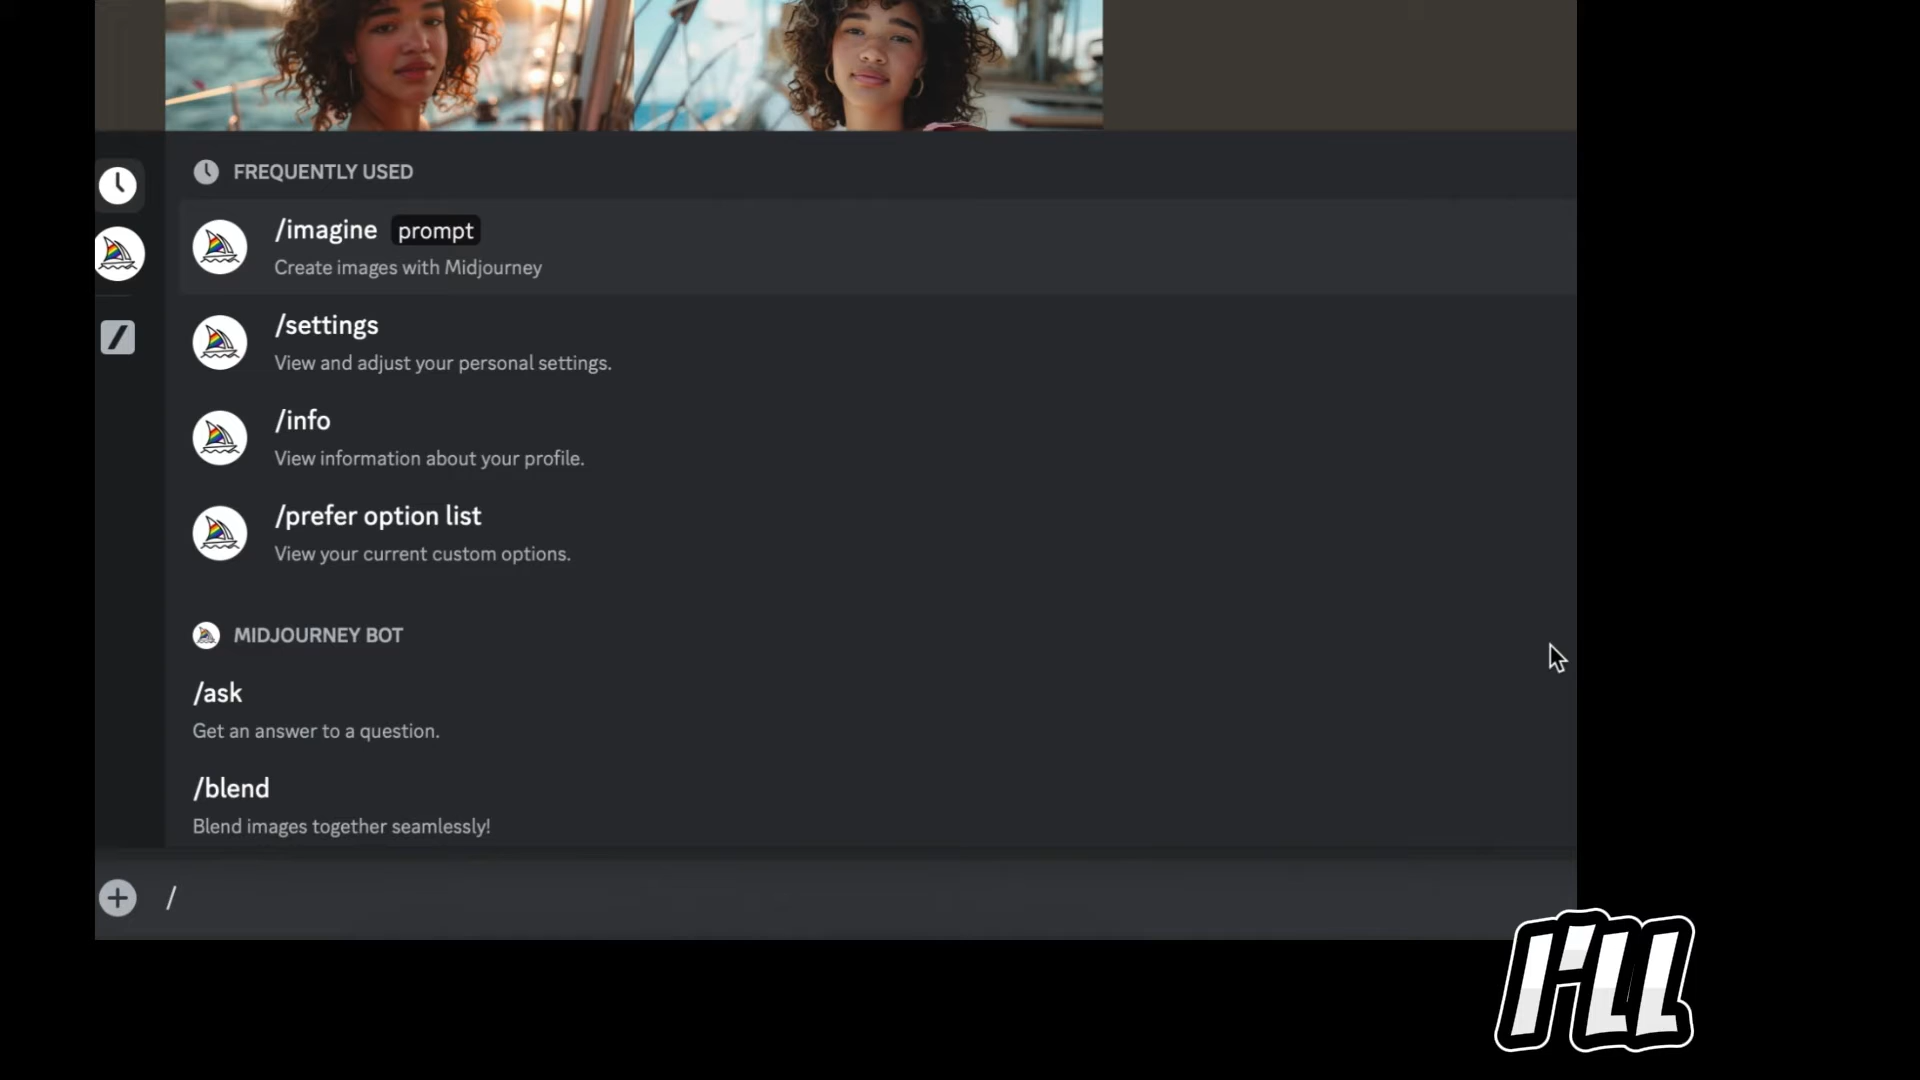 FREQUENTLY USED
/imagine prompt
Create images with Midjourney
/settings
View and adjust your personal settings.
/info
View information about your profile.
/prefer option list
View your current custom options.
MIDJOURNEY BOT
/ask
Get an answer to a question.
/blend
Blend images together seamlessly!
/
I'LL